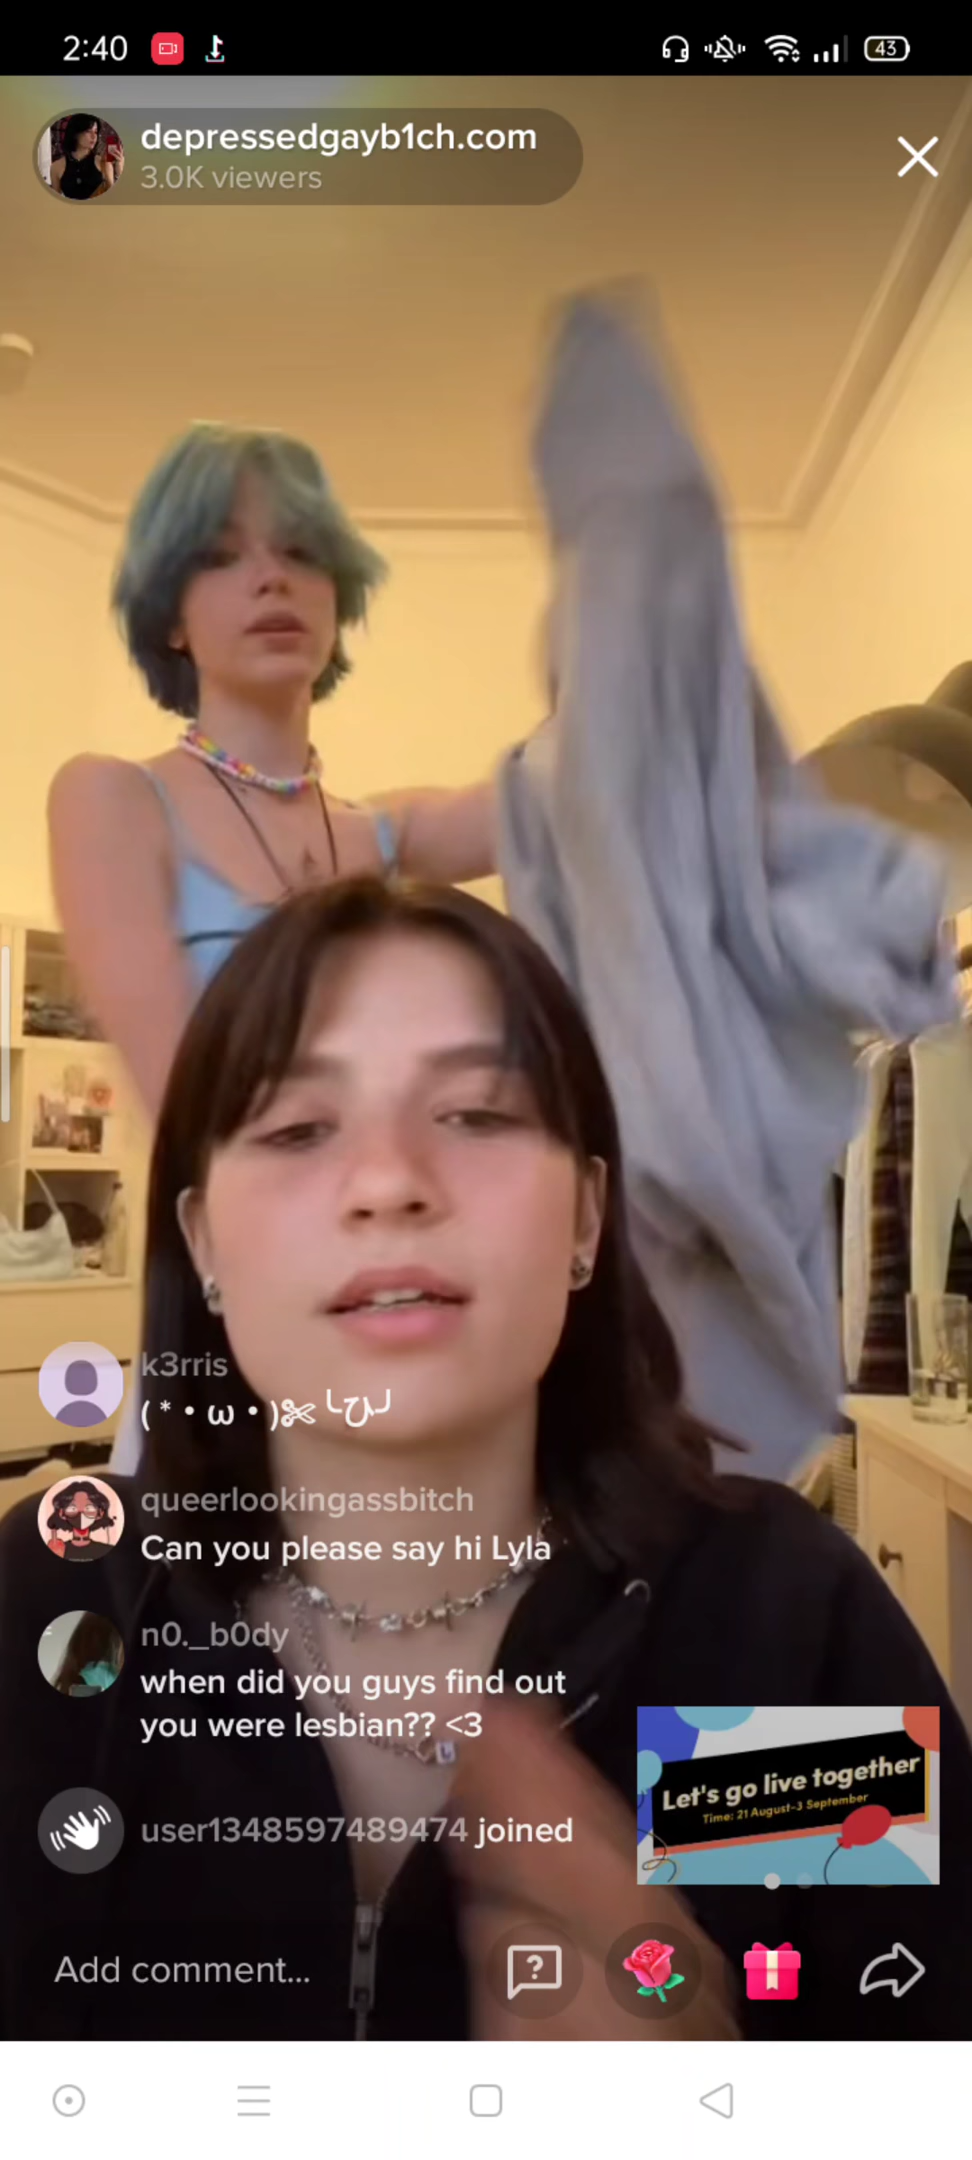 2:40
43
depressedgayb1ch.com
3.0K viewers
k3rris
(*・ω・)✂╰ひ╯
queerlookingassbitch
Can you please say hi Lyla
n0._b0dy
when did you guys find out
you were lesbian?? <3
Let's go live together
Time: 21 August-3 September
user1348597489474 joined
Add comment...
?